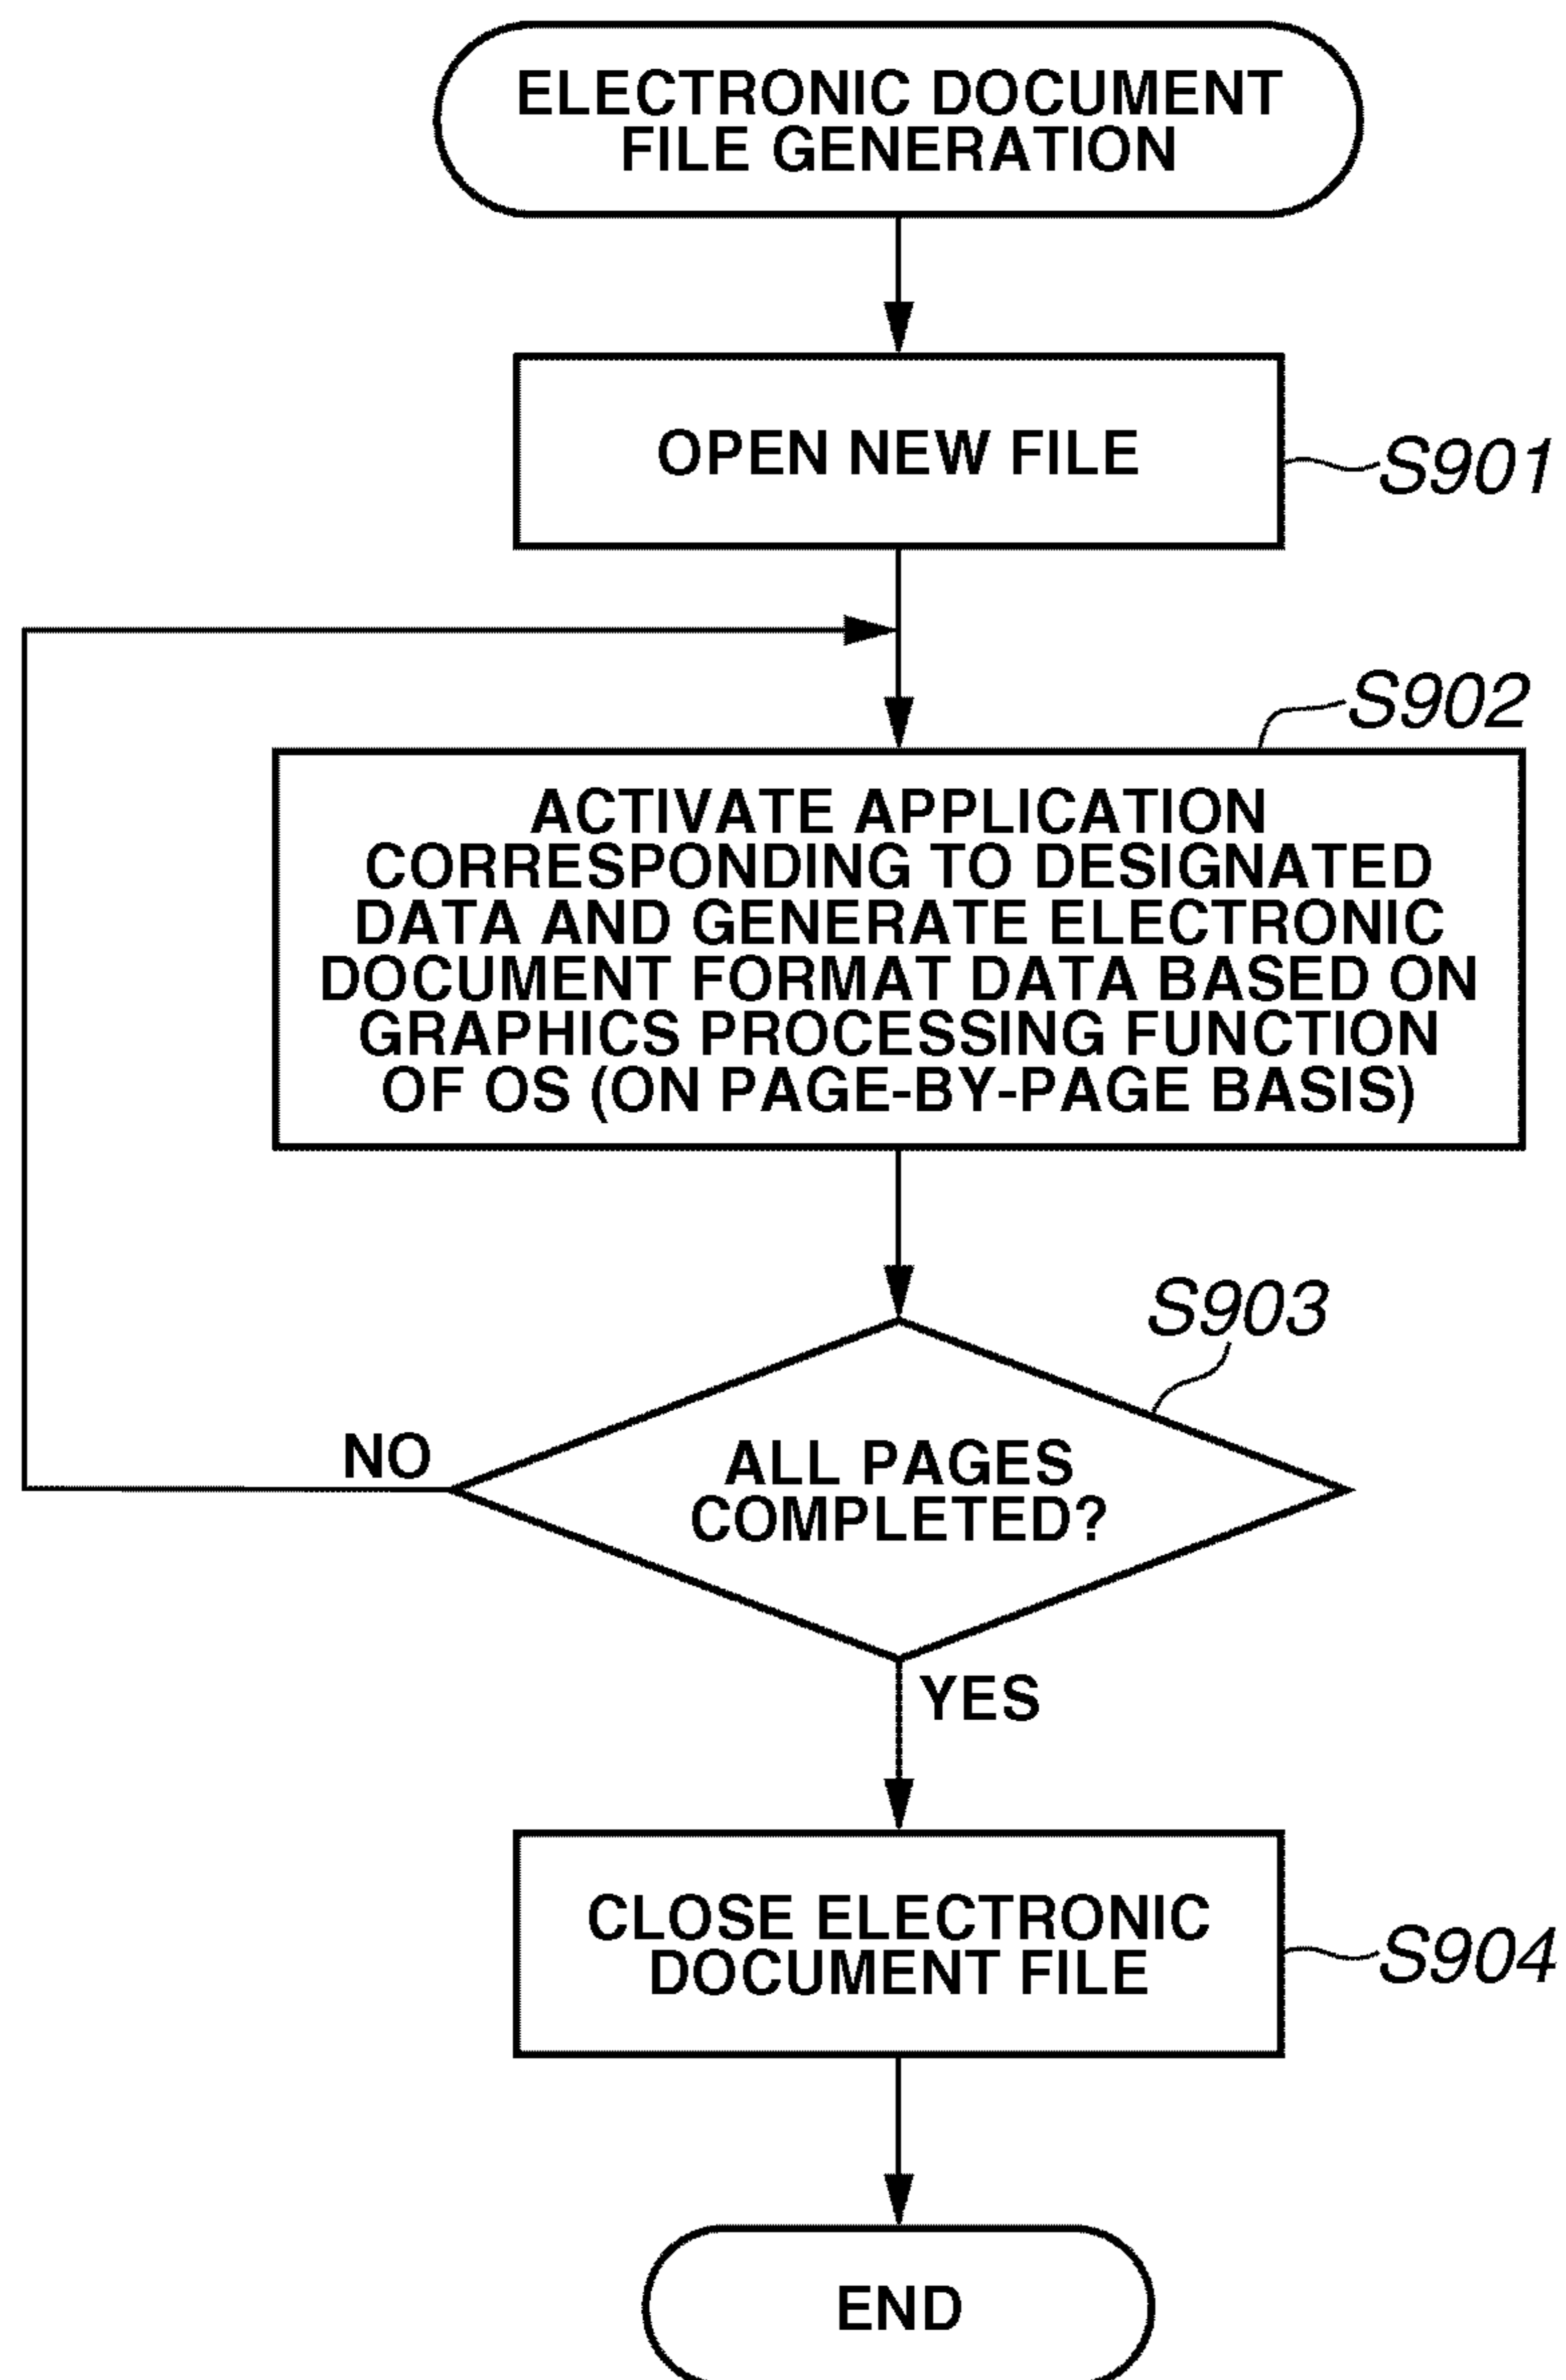 ELECTRONIC DOCUMENT
FILE GENERATION
OPEN NEW FILE
S901
S902
ACTIVATE APPLICATION
CORRESPONDING TO DESIGNATED
DATA AND GENERATE ELECTRONIC
DOCUMENT FORMAT DATA BASED ON
GRAPHICS PROCESSING FUNCTION
OF OS (ON PAGE-BY-PAGE BASIS)
S903
NO
ALL PAGES
COMPLETED?
YES
CLOSE ELECTRONIC
DOCUMENT FILE
S904
END